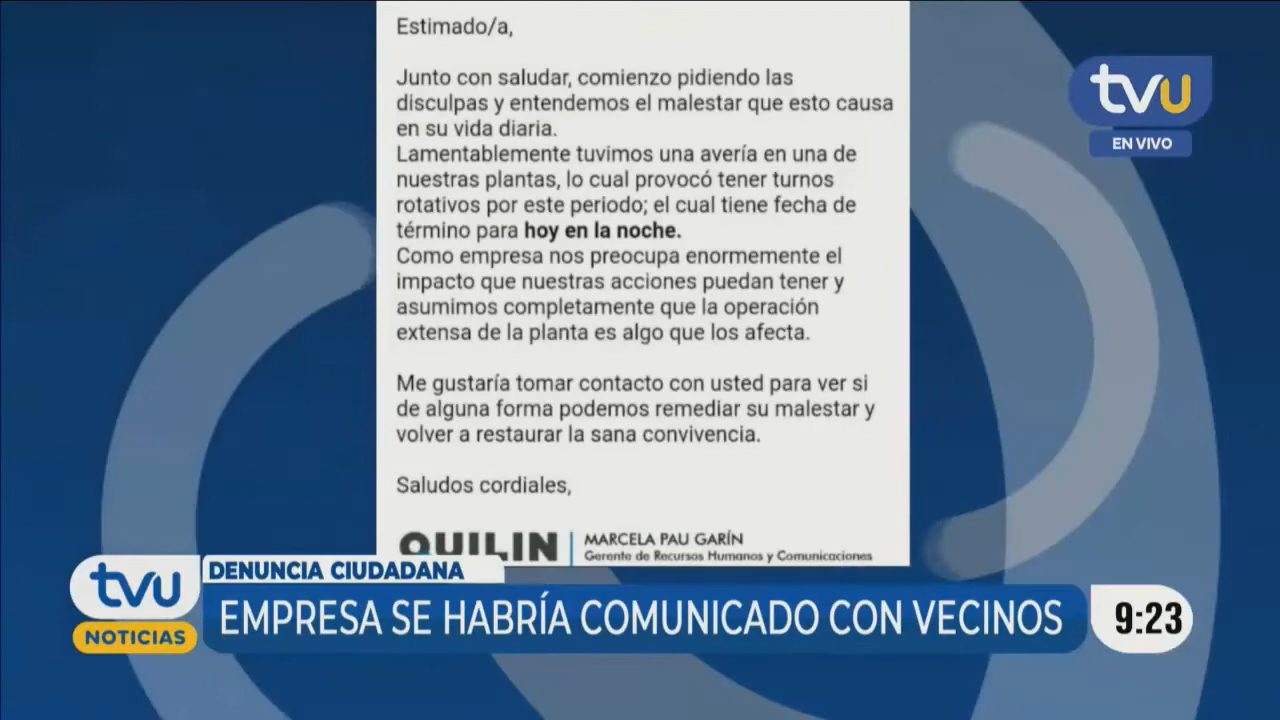 Estimado/a,
Junto con saludar, comienzo pidiendo las
disculpas y entendemos el malestar que esto causa
en su vida diaria.
Lamentablemente tuvimos una avería en una de
nuestras plantas, lo cual provocó tener turnos
rotativos por este periodo; el cual tiene fecha de
término para hoy en la noche.
Como empresa nos preocupa enormemente el
impacto que nuestras acciones puedan tener y
asumimos completamente que la operación
extensa de la planta es algo que los afecta.
Me gustaría tomar contacto con usted para ver si
de alguna forma podemos remediar su malestar y
volver a restaurar la sana convivencia.
Saludos cordiales,
QUILIN
MARCELA PAU GARÍN
Gerente de Recursos Humanos y Comunicaciones
tvu
EN VIVO
tvu
NOTICIAS
DENUNCIA CIUDADANA
EMPRESA SE HABRÍA COMUNICADO CON VECINOS
9:23